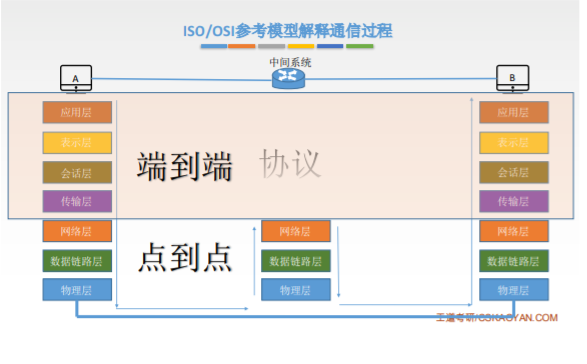 ISO/OSI参考模型解释通信过程
中间系统
A
B
应用层
应用层
表示层
表示层
会话层
会话层
传输层
传输层
端到端 协议
网络层
网络层
网络层
数据链路层
数据链路层
数据链路层
物理层
物理层
物理层
点到点
王道考研/CSKAOYAN.COM